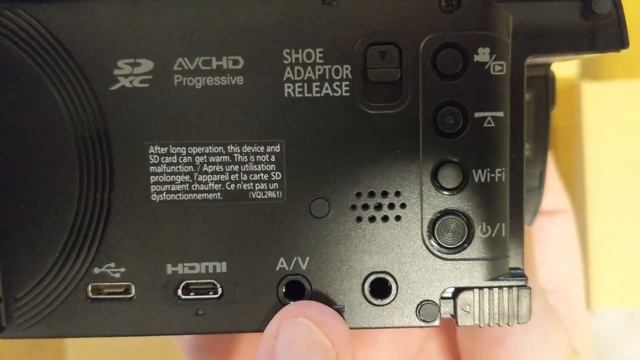 SD
XC
AVCHD
Progressive
SHOE
ADAPTOR
RELEASE
After long operation, this device and
SD card can get warm. This is not a
malfunction. / Après une utilisation
prolongée, l'appareil et la carte SD
pourraient chauffer. Ce n'est pas un
dysfonctionnement. (VQL2R61)
Wi-Fi
⏻/I
HDMI
A/V